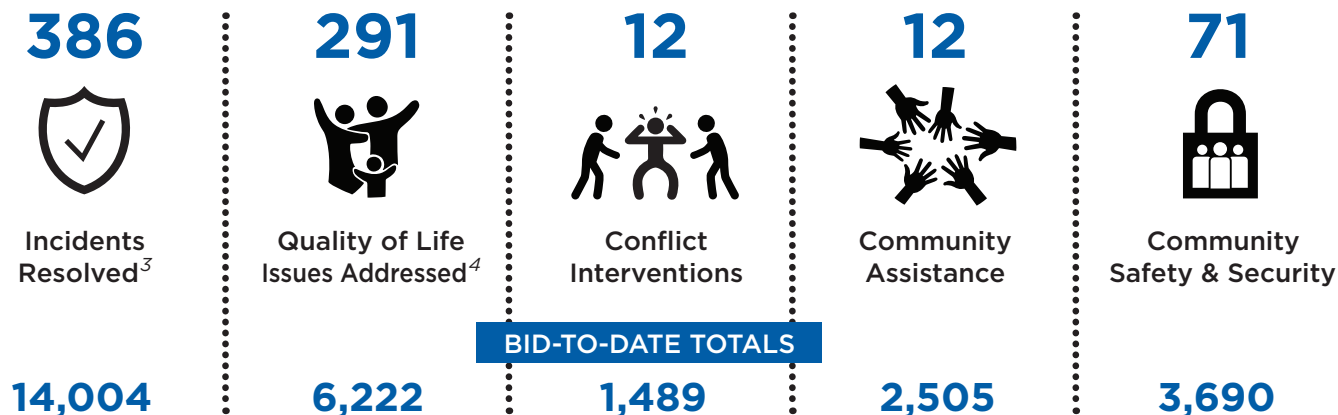 386 291 12 12 71
Incidents Quality of Life Conflict Community Community
Resolved3 Issues Addressed4 Interventions Assistance Safety & Security
BID-TO-DATE TOTALS
14,004 6,222 1,489 2,505 3,690